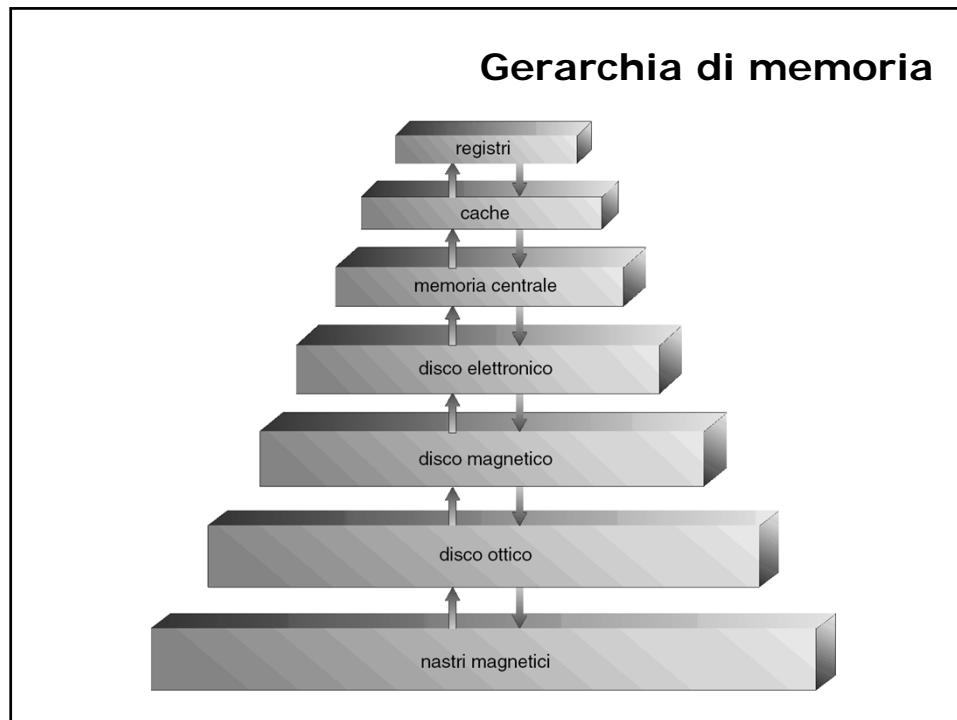 Gerarchia di memoria
registri
cache
memoria centrale
disco elettronico
disco magnetico
disco ottico
nastri magnetici